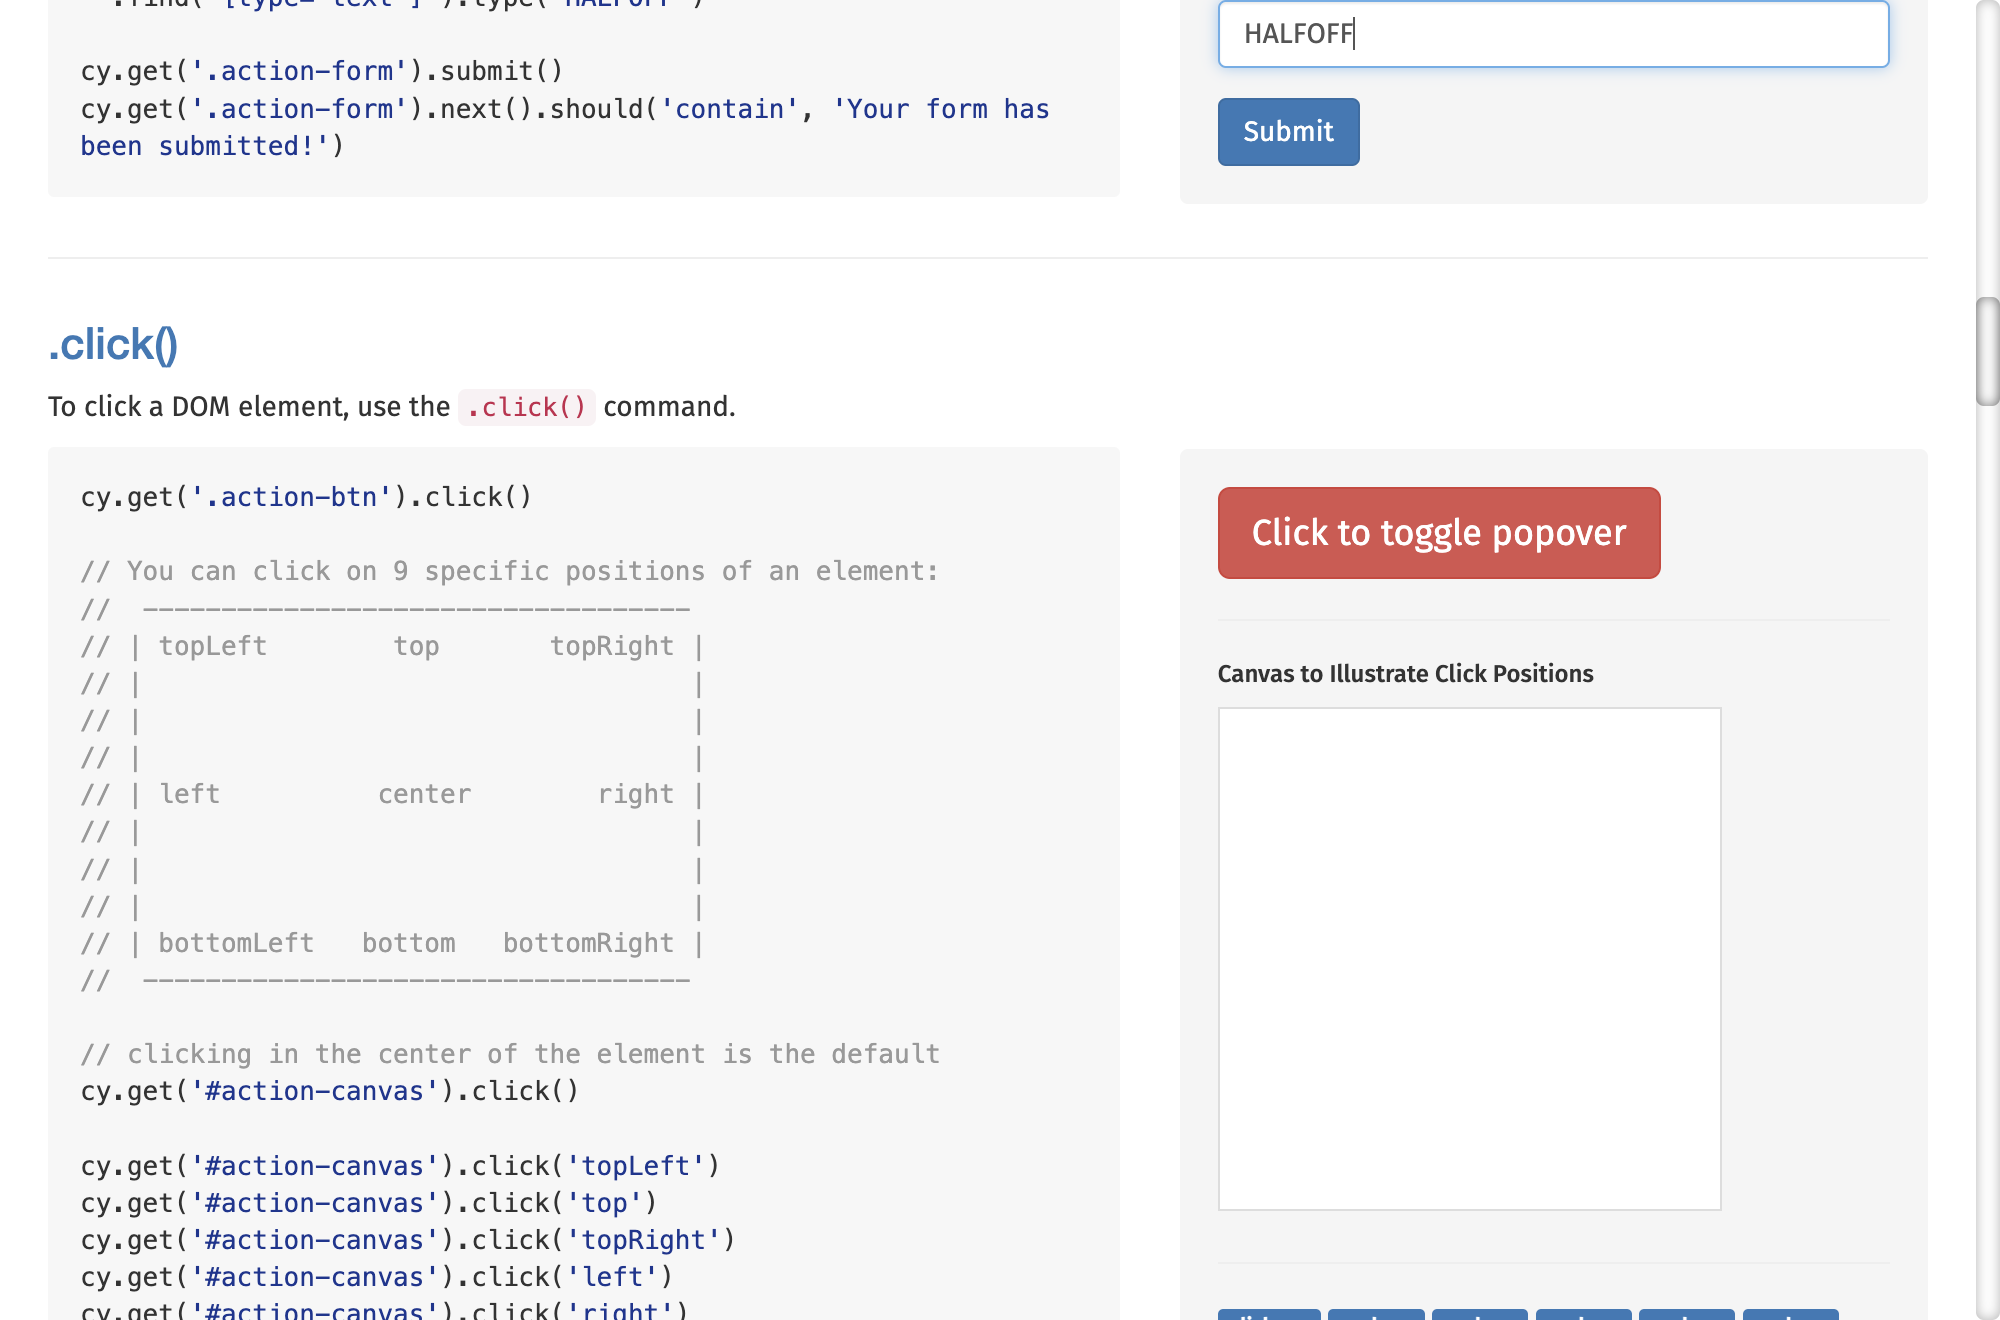 cy.get('.action-form').submit()
cy.get('.action-form').next().should('contain', 'Your form has
been submitted!')
HALFOFF
Submit
.click()
To click a DOM element, use the .click() command.
cy.get('.action-btn').click()
// You can click on 9 specific positions of an element:
//  -----------------------------------
// | topLeft        top       topRight |
// |                                   |
// |                                   |
// |                                   |
// | left          center        right |
// |                                   |
// |                                   |
// |                                   |
// | bottomLeft   bottom   bottomRight |
//  -----------------------------------
// clicking in the center of the element is the default
cy.get('#action-canvas').click()
cy.get('#action-canvas').click('topLeft')
cy.get('#action-canvas').click('top')
cy.get('#action-canvas').click('topRight')
cy.get('#action-canvas').click('left')
cy.get('#action-canvas').click('right')
Click to toggle popover
Canvas to Illustrate Click Positions